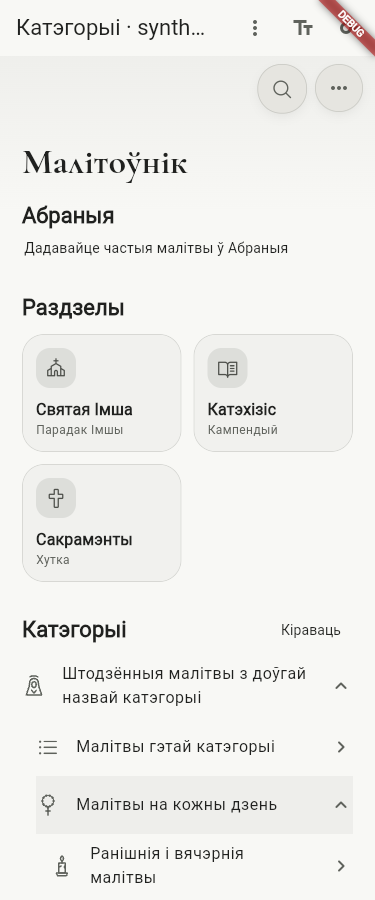 Катэгорыі · synth…
DEBUG
Малітоўнік
Абраныя
Дадавайце частыя малітвы ў Абраныя
Раздзелы
Святая Імша
Парадак Імшы
Катэхізіс
Кампендый
Сакрамэнты
Хутка
Катэгорыі
Кіраваць
Штодзённыя малітвы з доўгай
назвай катэгорыі
Малітвы гэтай катэгорыі
Малітвы на кожны дзень
Ранішнія і вячэрнія
малітвы